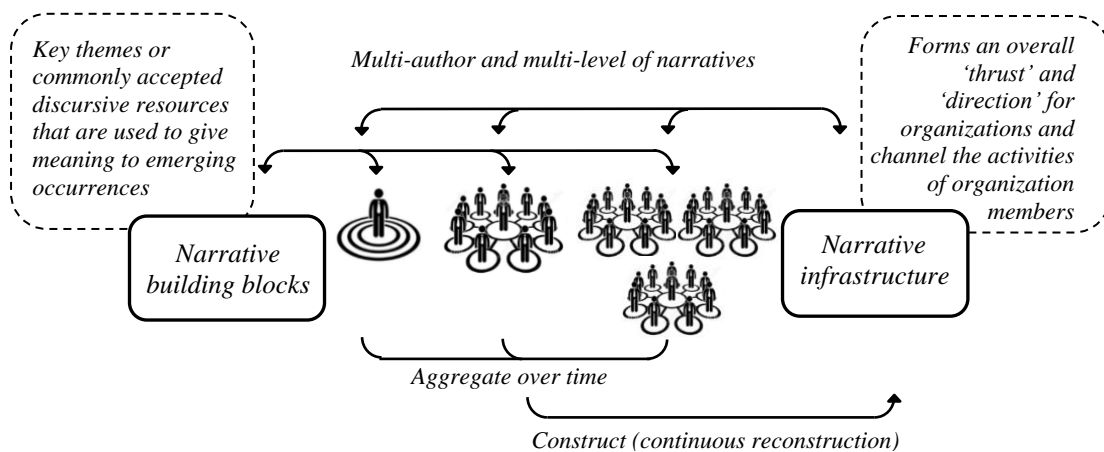 Key themes or
commonly accepted
discursive resources
that are used to give
meaning to emerging
occurrences
Narrative
building blocks
Multi-author and multi-level of narratives
Forms an overall
‘thrust’ and
‘direction’ for
organizations and
channel the activities
of organization
members
Narrative
infrastructure
Aggregate over time
Construct (continuous reconstruction)